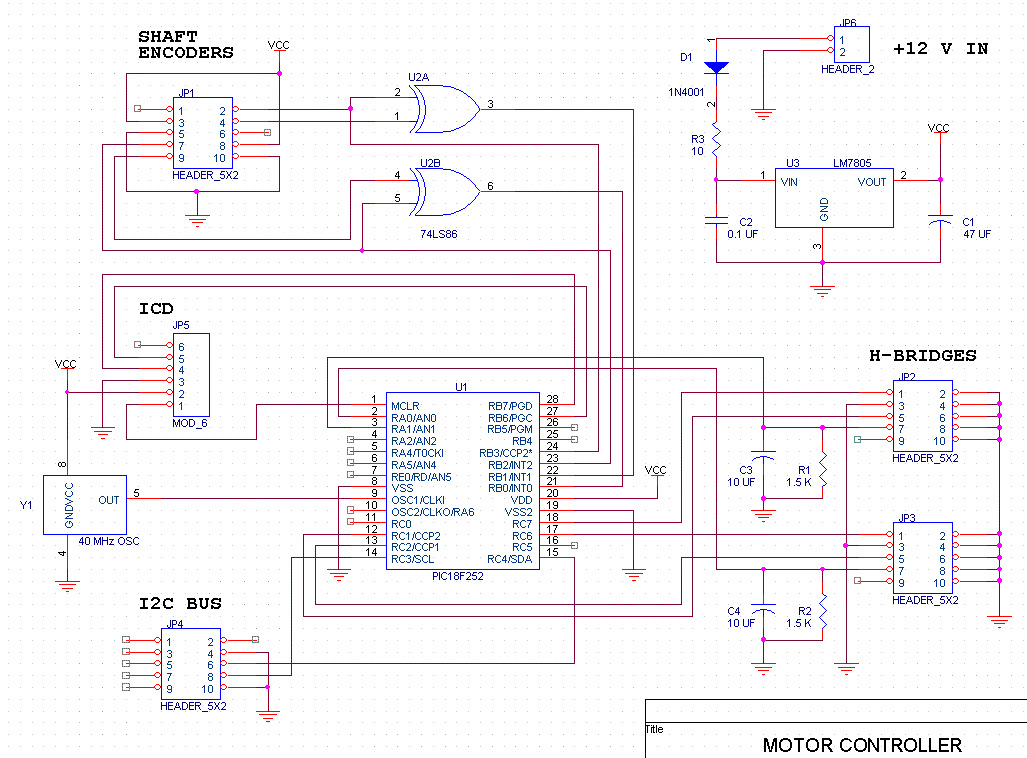 SHAFT
ENCODERS
VCC
JP1
1 2
3 4
5 6
7 8
9 10
HEADER_5X2
U2A
2
1
3
U2B
4
5
6
74LS86
JP6
1
2
HEADER_2
+12 V IN
1
D1
1N4001
2
R3
10
U3 LM7805
1 VIN VOUT 2
GND
3
VCC
C2
0.1 UF
C1
47 UF
ICD
JP5
6
5
4
3
2
1
MOD_6
VCC
8
Y1
GND VCC
OUT 5
40 MHz OSC
4
U1
1 MCLR RB7/PGD 28
2 RA0/AN0 RB6/PGC 27
3 RA1/AN1 RB5/PGM 26
4 RA2/AN2 RB4 25
5 RA4/T0CKI RB3/CCP2* 24
6 RA5/AN4 RB2/INT2 23
7 RE0/RD/AN5 RB1/INT1 22
8 VSS RB0/INT0 21
9 OSC1/CLKI VDD 20
10 OSC2/CLKO/RA6 VSS2 19
11 RC0 RC7 18
12 RC1/CCP2 RC6 17
13 RC2/CCP1 RC5 16
14 RC3/SCL RC4/SDA 15
PIC18F252
VCC
H-BRIDGES
JP2
1 2
3 4
5 6
7 8
9 10
HEADER_5X2
C3
10 UF
R1
1.5 K
JP3
1 2
3 4
5 6
7 8
9 10
HEADER_5X2
C4
10 UF
R2
1.5 K
I2C BUS
JP4
1 2
3 4
5 6
7 8
9 10
HEADER_5X2
Title
MOTOR CONTROLLER